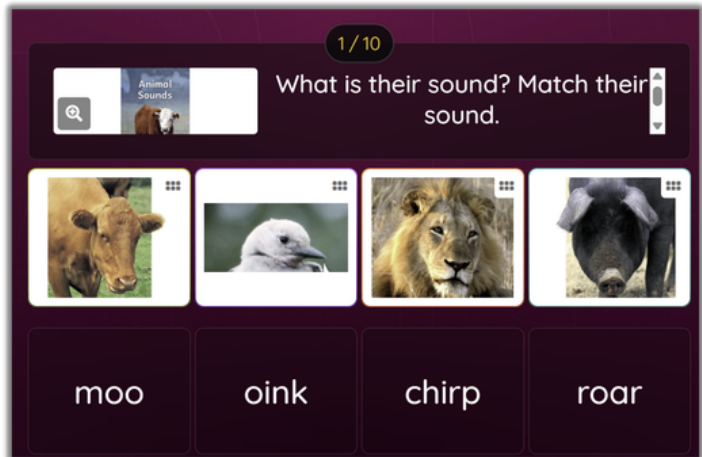 1 / 10
Animal
Sounds
What is their sound? Match their
sound.
moo
oink
chirp
roar